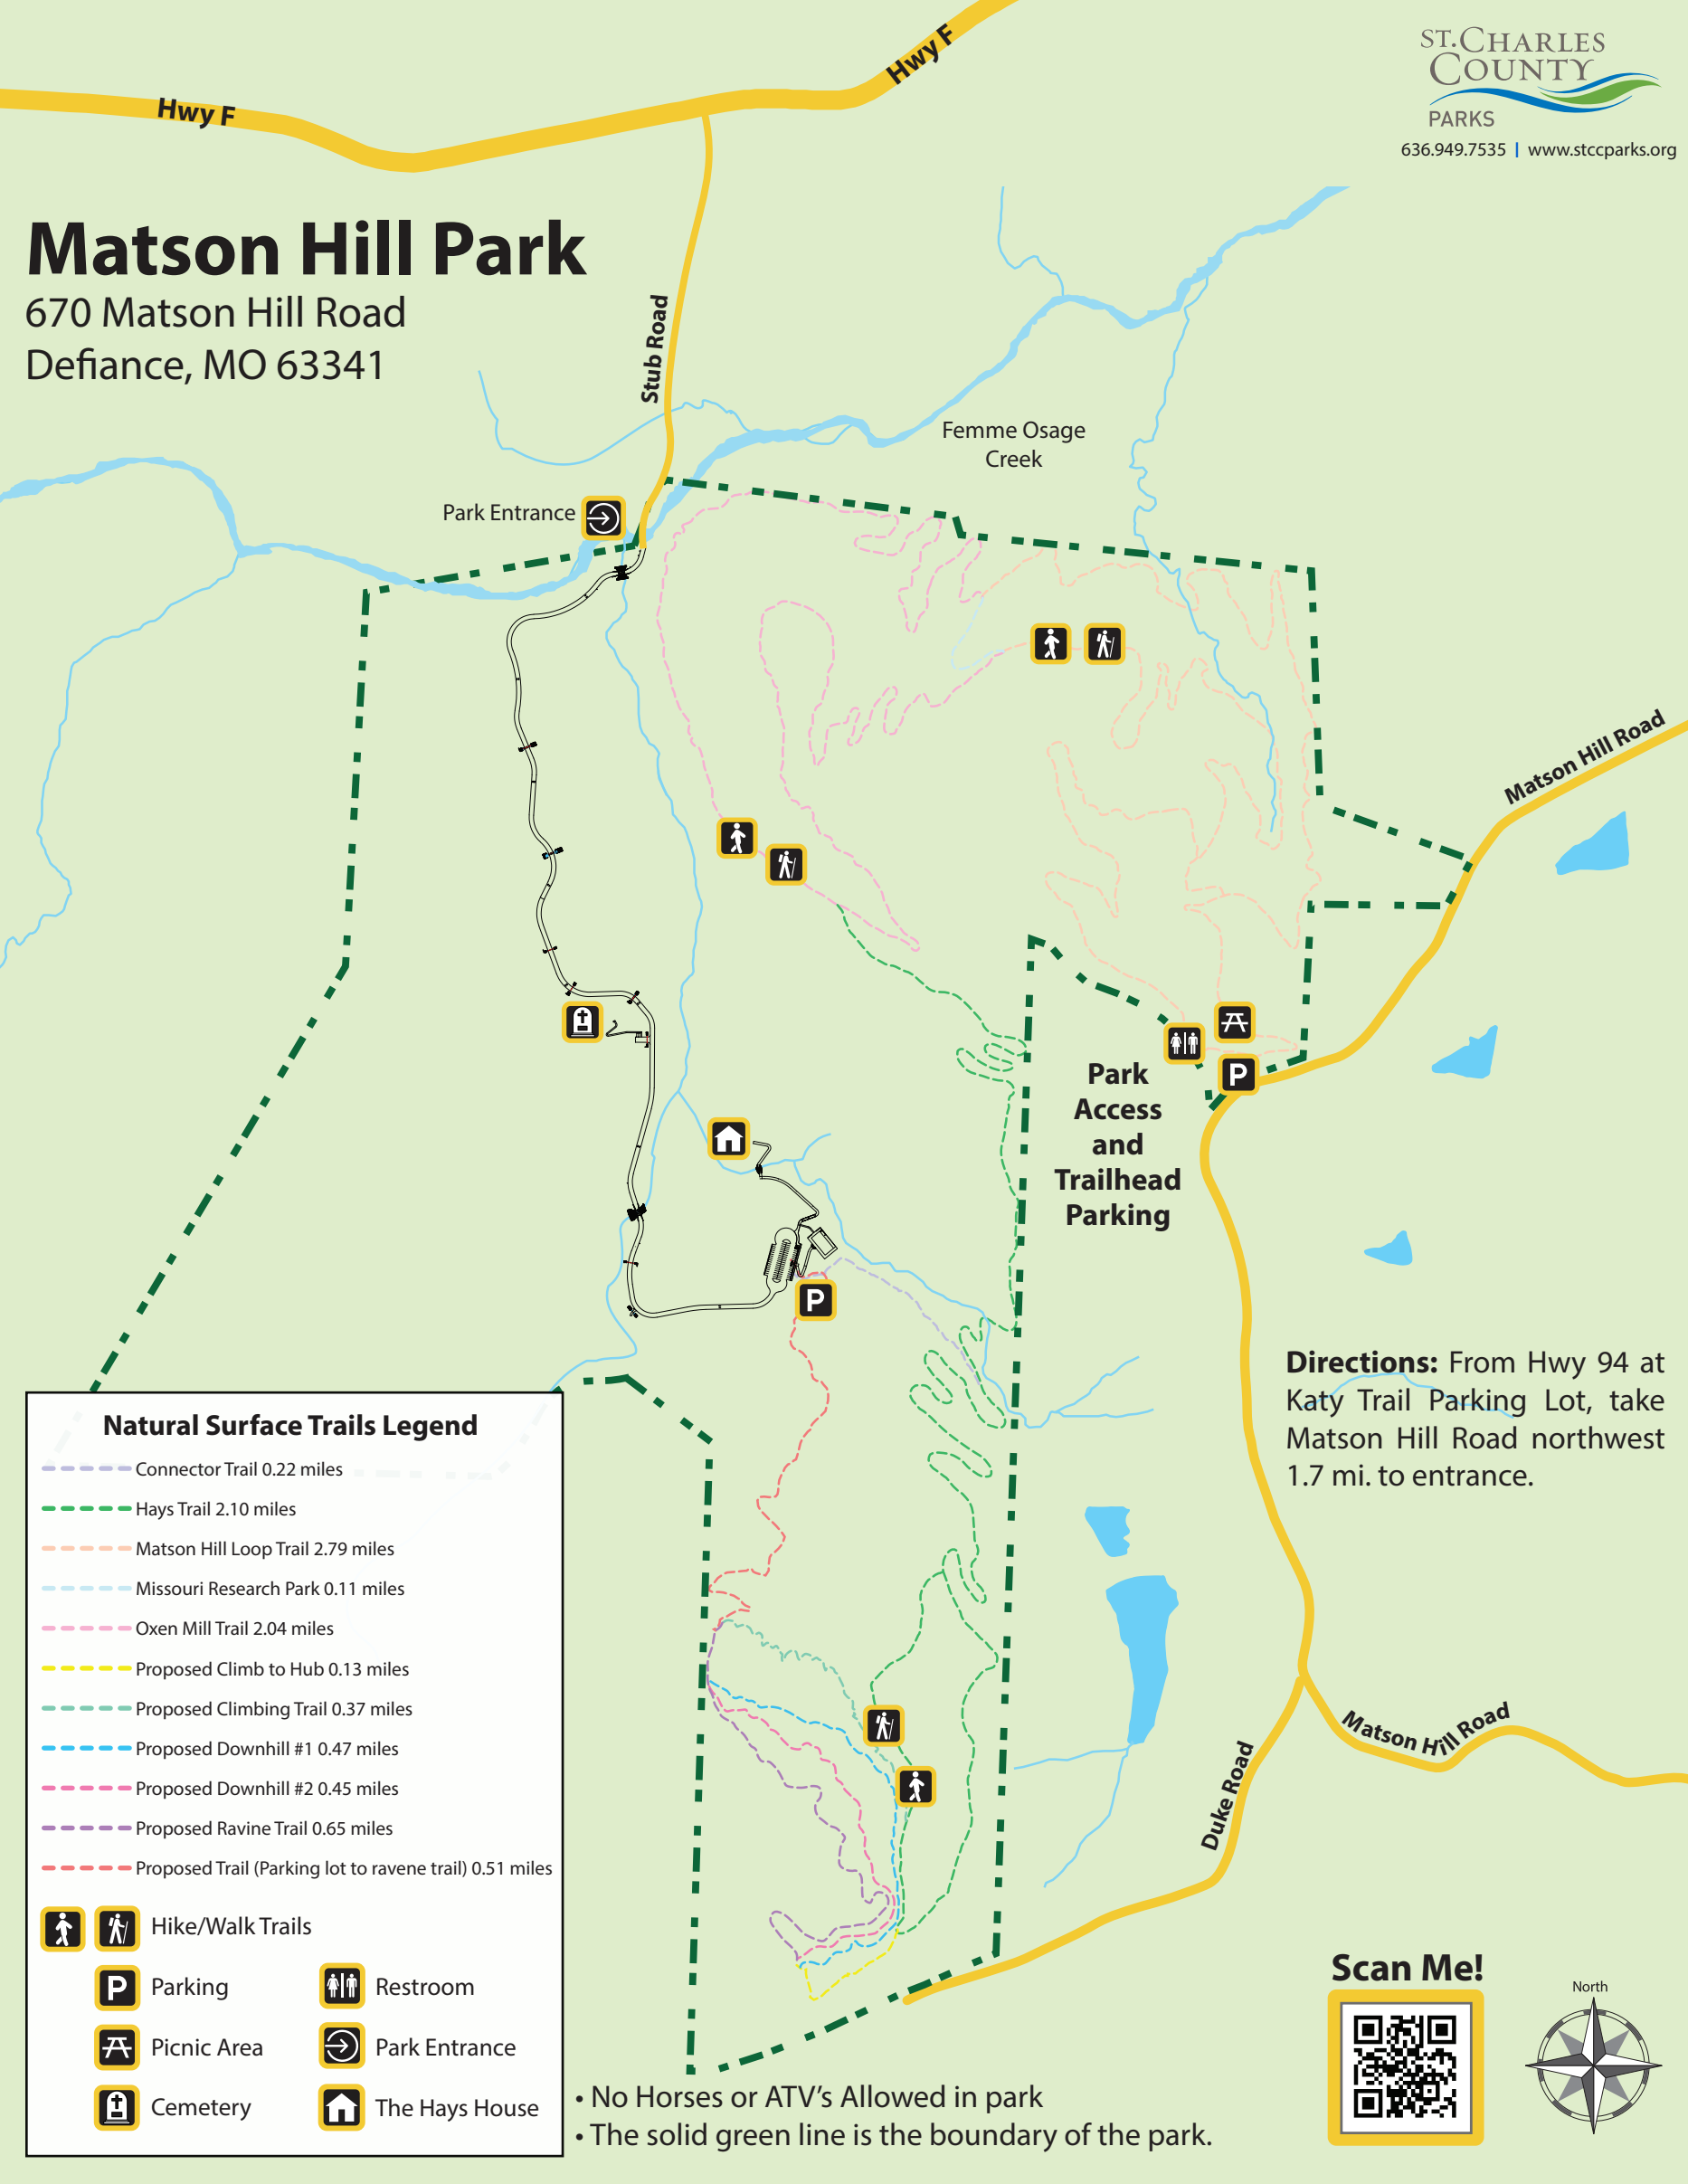 Hwy F
Hwy F
ST.CHARLES
COUNTY
PARKS
636.949.7535 | www.stccparks.org
Matson Hill Park
670 Matson Hill Road
Defiance, MO 63341
Stub Road
Femme Osage
Creek
Park Entrance
Matson Hill Road
P
Park
Access
and
Trailhead
Parking
P
Directions: From Hwy 94 at
Katy Trail Parking Lot, take
Matson Hill Road northwest
1.7 mi. to entrance.
Natural Surface Trails Legend
Connector Trail 0.22 miles
Hays Trail 2.10 miles
Matson Hill Loop Trail 2.79 miles
Missouri Research Park 0.11 miles
Oxen Mill Trail 2.04 miles
Proposed Climb to Hub 0.13 miles
Proposed Climbing Trail 0.37 miles
Proposed Downhill #1 0.47 miles
Proposed Downhill #2 0.45 miles
Proposed Ravine Trail 0.65 miles
Proposed Trail (Parking lot to ravene trail) 0.51 miles
Hike/Walk Trails
P Parking
Restroom
Picnic Area
Park Entrance
Cemetery
The Hays House
Matson Hill Road
Duke Road
Scan Me!
North
• No Horses or ATV's Allowed in park
• The solid green line is the boundary of the park.